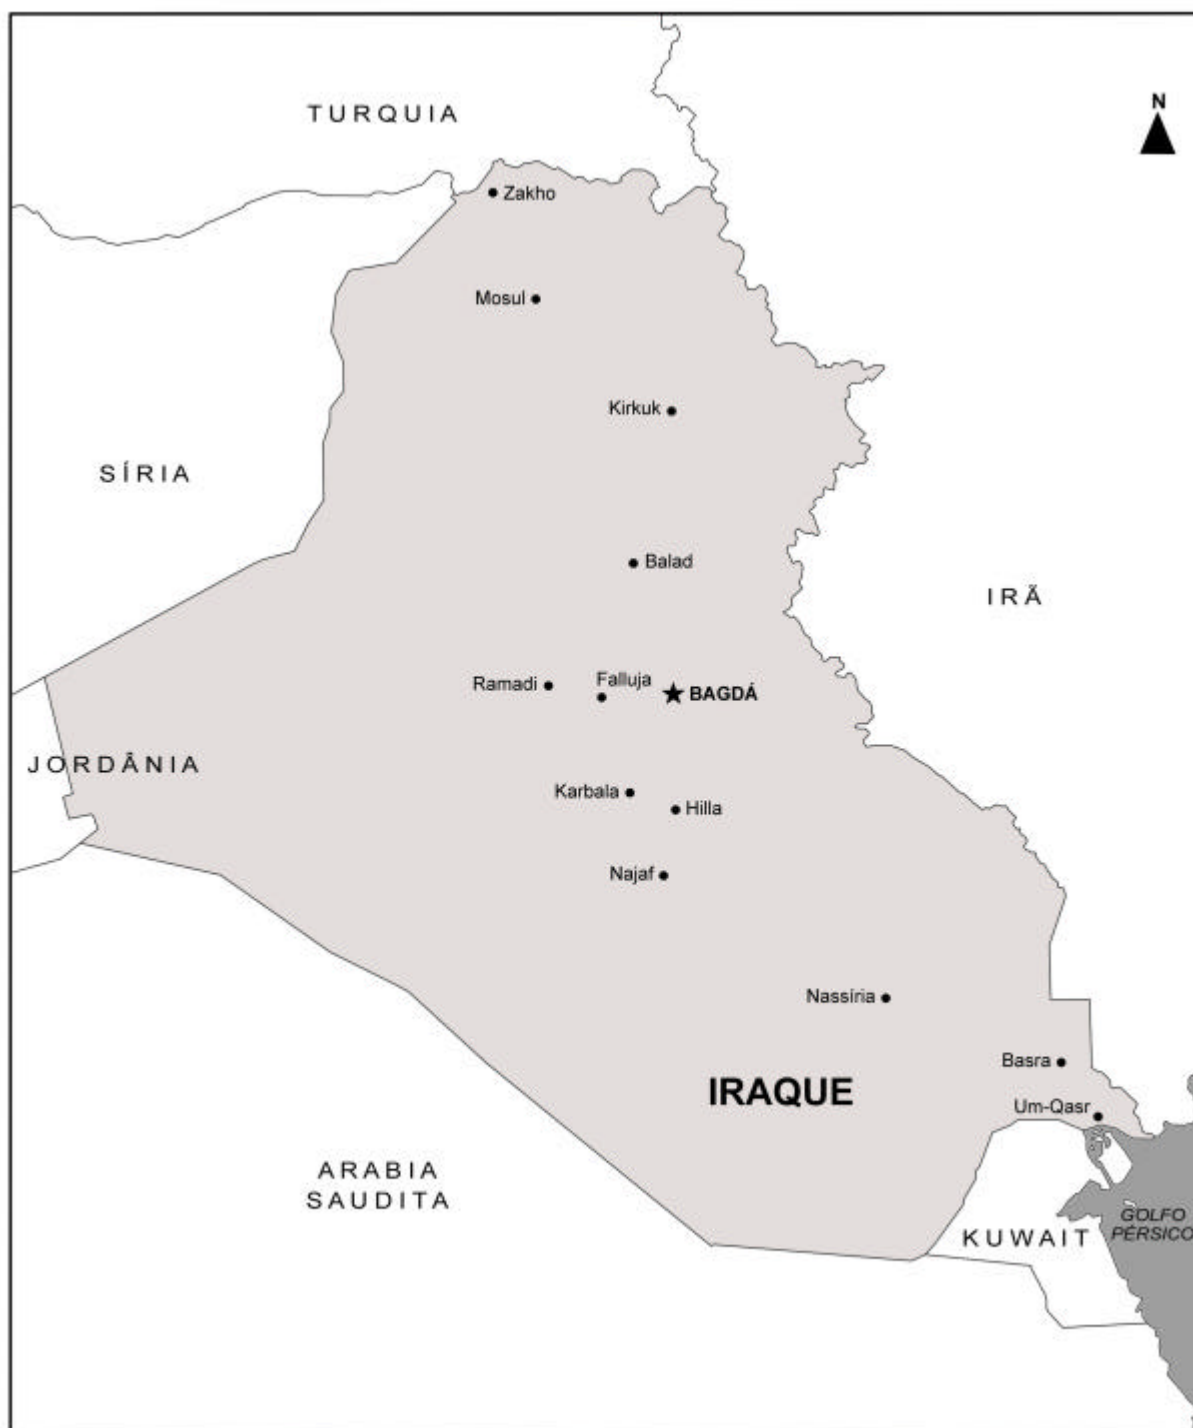 N
TURQUIA
Zakho
Mosul
Kirkuk
SÍRIA
Balad
IRÃ
Ramadi
Falluja
BAGDÁ
JORDÂNIA
Karbala
Hilla
Najaf
Nassíria
Basra
IRAQUE
Um-Qasr
ARABIA
SAUDITA
GOLFO
PÉRSICO
KUWAIT